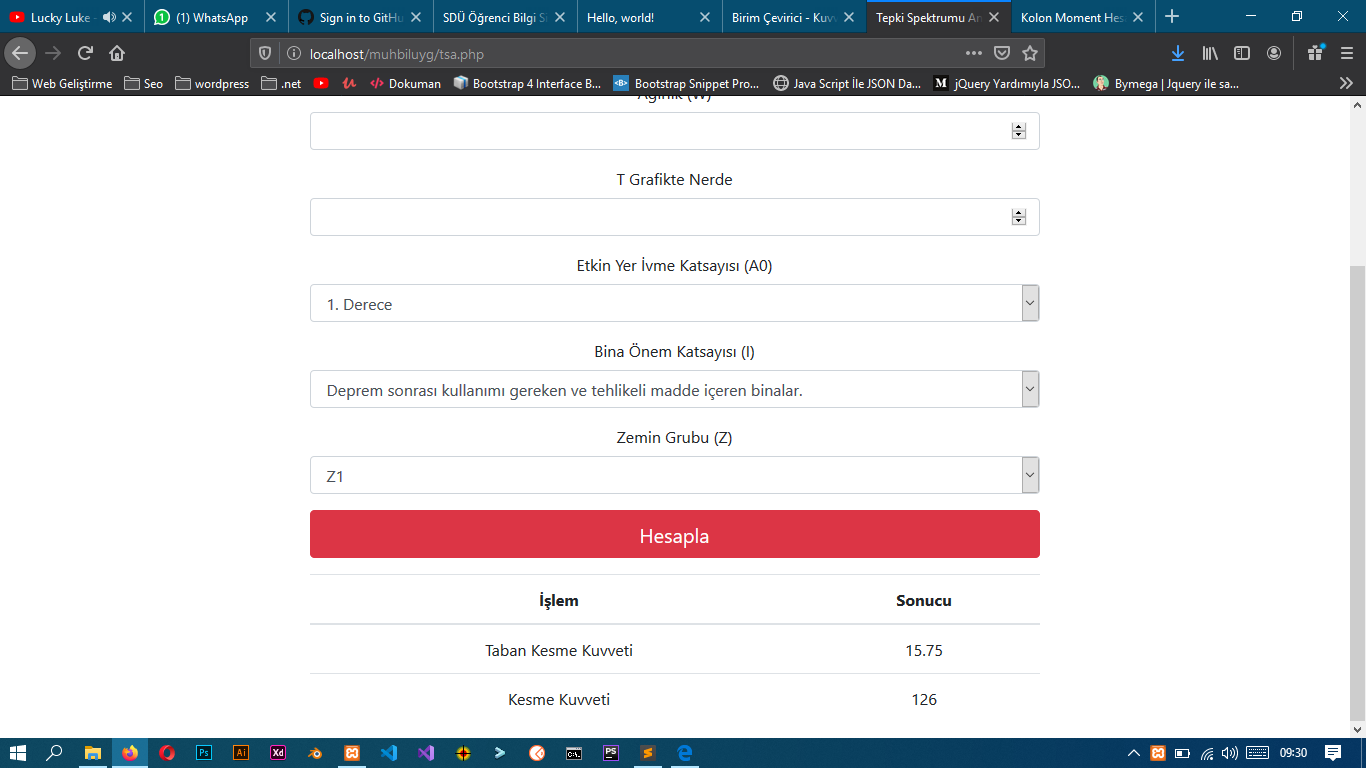 Lucky Luke -
(1) WhatsApp
Sign in to GitHu
SDÜ Öğrenci Bilgi Si
Hello, world!
Birim Çevirici - Kuv
Tepki Spektrumu An
Kolon Moment Hes
localhost/muhbiluyg/tsa.php
Web Geliştirme
Seo
wordpress
.net
Dokuman
Bootstrap 4 Interface B...
Bootstrap Snippet Pro...
Java Script İle JSON Da...
jQuery Yardımıyla JSO...
Bymega | Jquery ile sa...
Ağırlık (W)
T Grafikte Nerde
Etkin Yer İvme Katsayısı (A0)
1. Derece
Bina Önem Katsayısı (I)
Deprem sonrası kullanımı gereken ve tehlikeli madde içeren binalar.
Zemin Grubu (Z)
Z1
Hesapla
İşlem Sonucu
Taban Kesme Kuvveti 15.75
Kesme Kuvveti 126
09:30